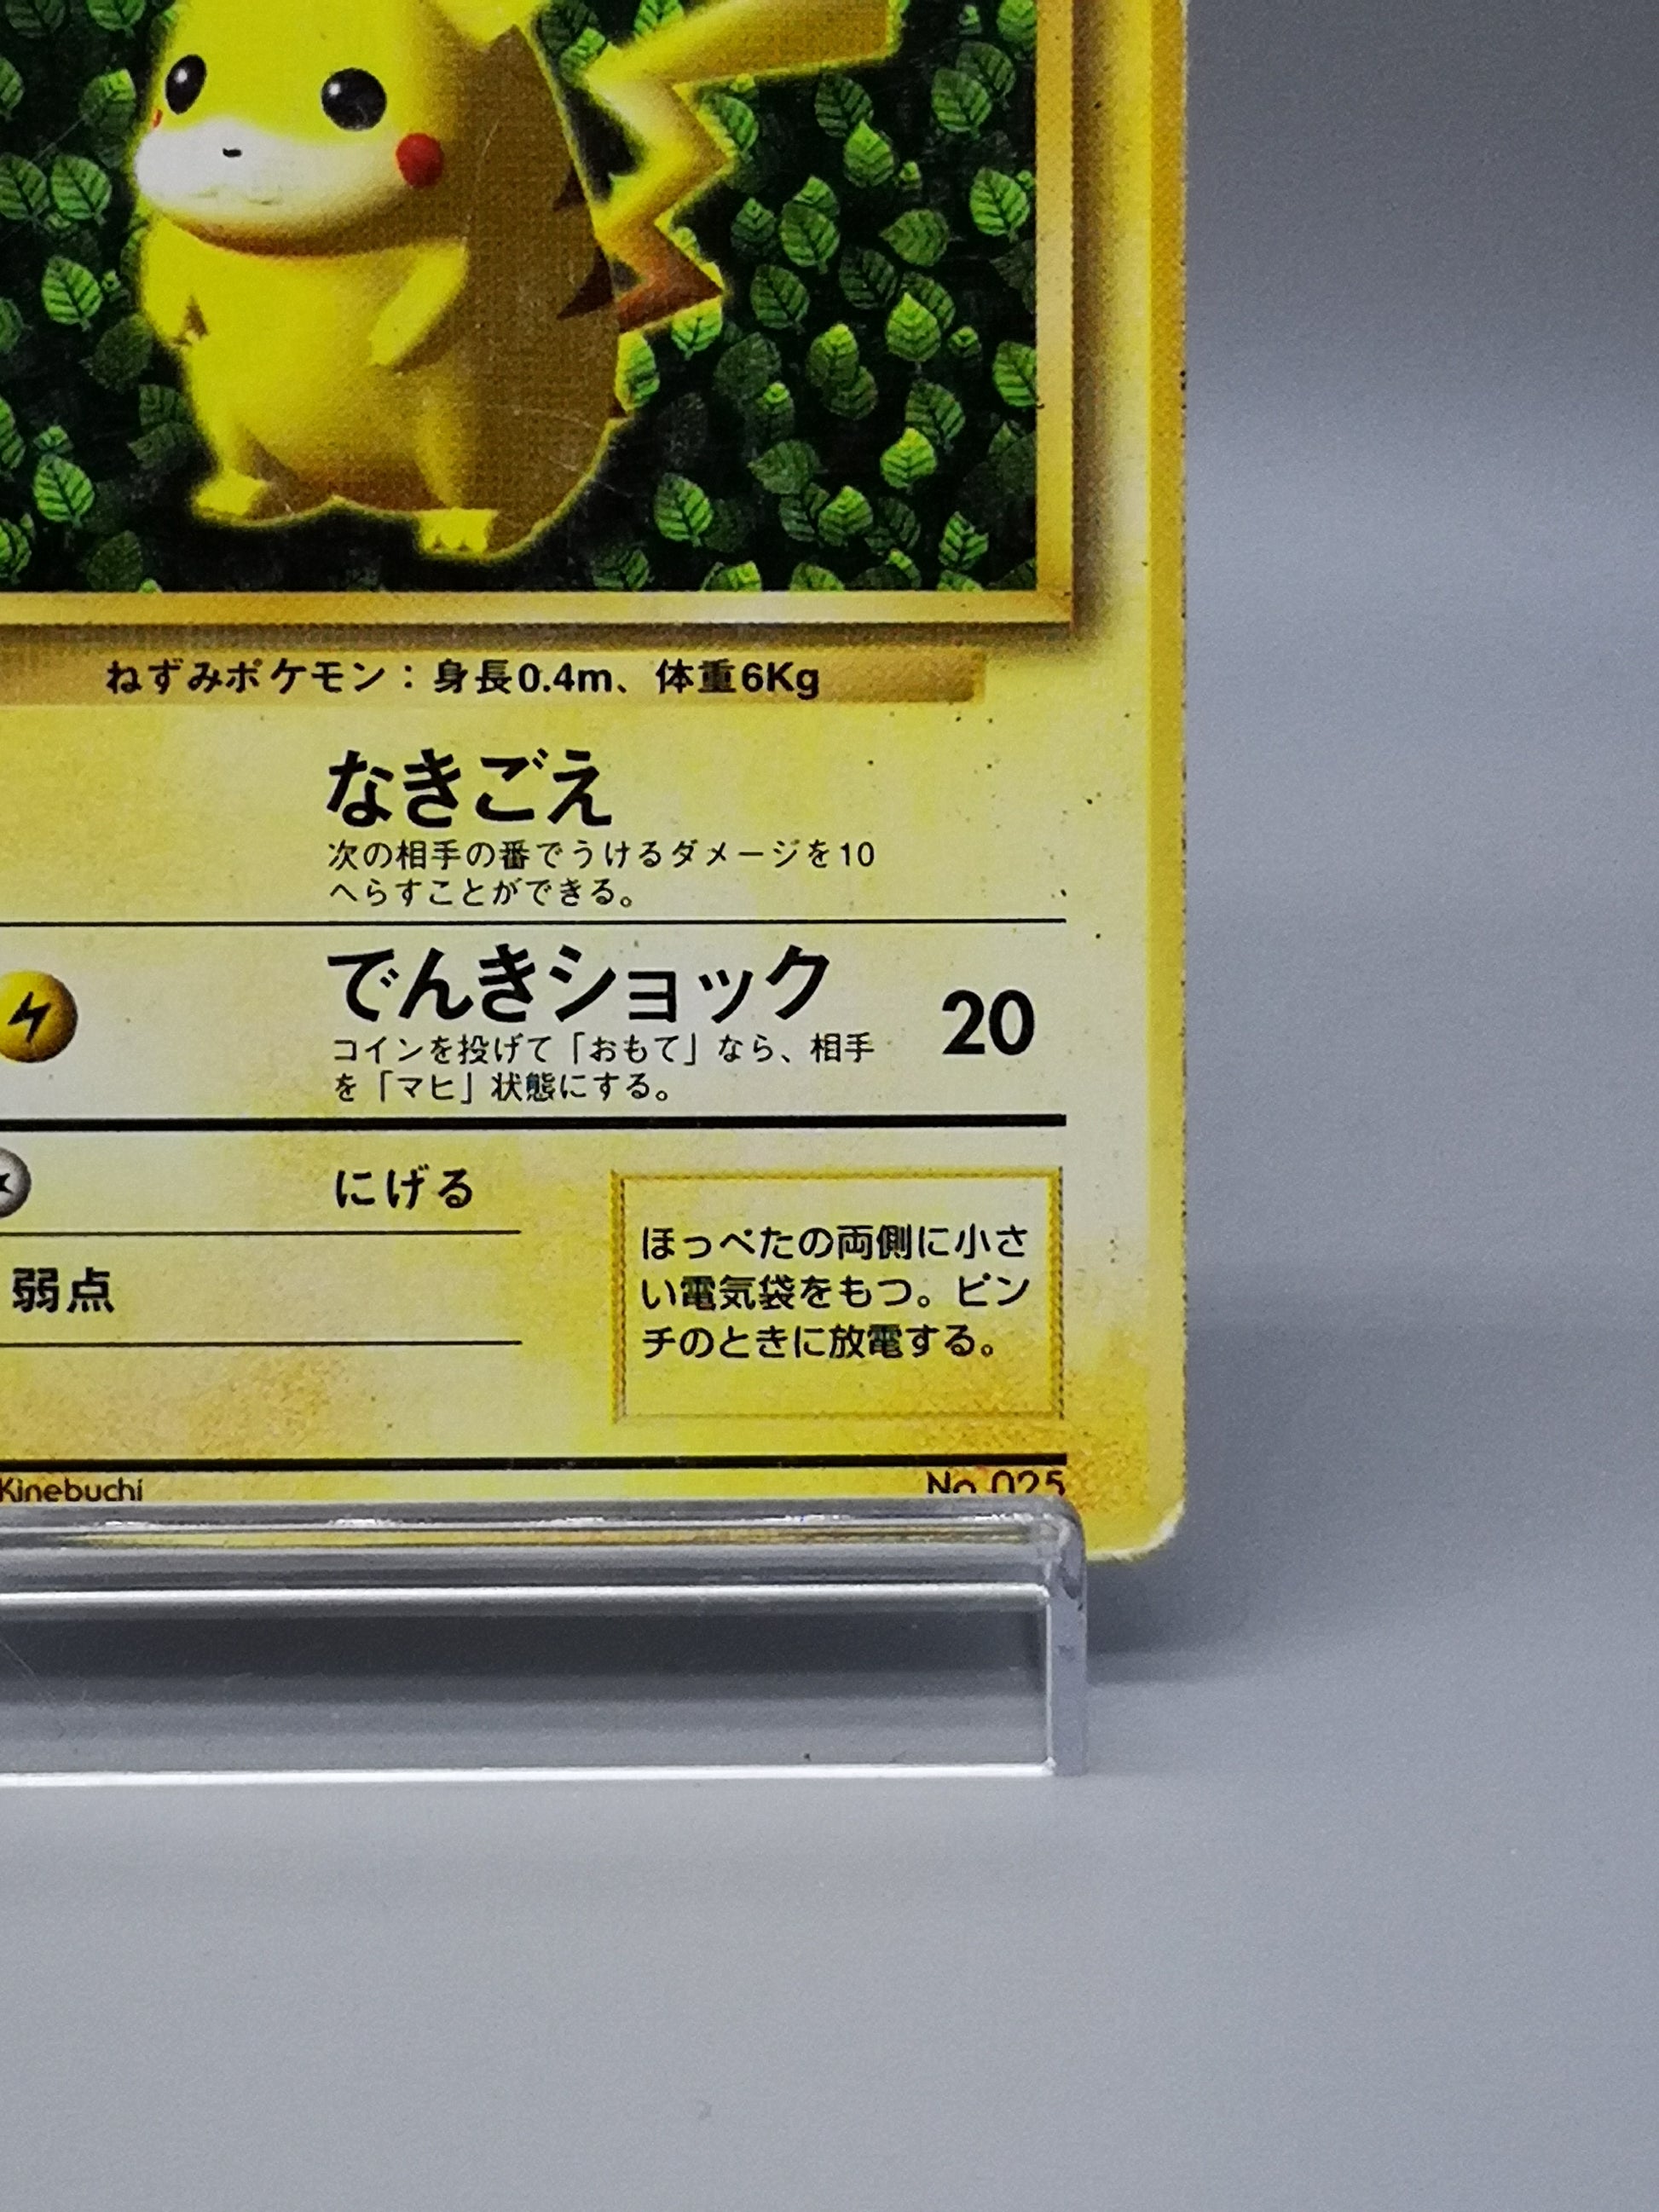 ねずみポケモン：身長0.4m、体重6Kg
なきごえ
次の相手の番でうけるダメージを10
へらすことができる。
でんきショック 20
コインを投げて「おもて」なら、相手
を「マヒ」状態にする。
にげる
弱点
ほっぺたの両側に小さ
い電気袋をもつ。ピン
チのときに放電する。
Kinebuchi
No.025